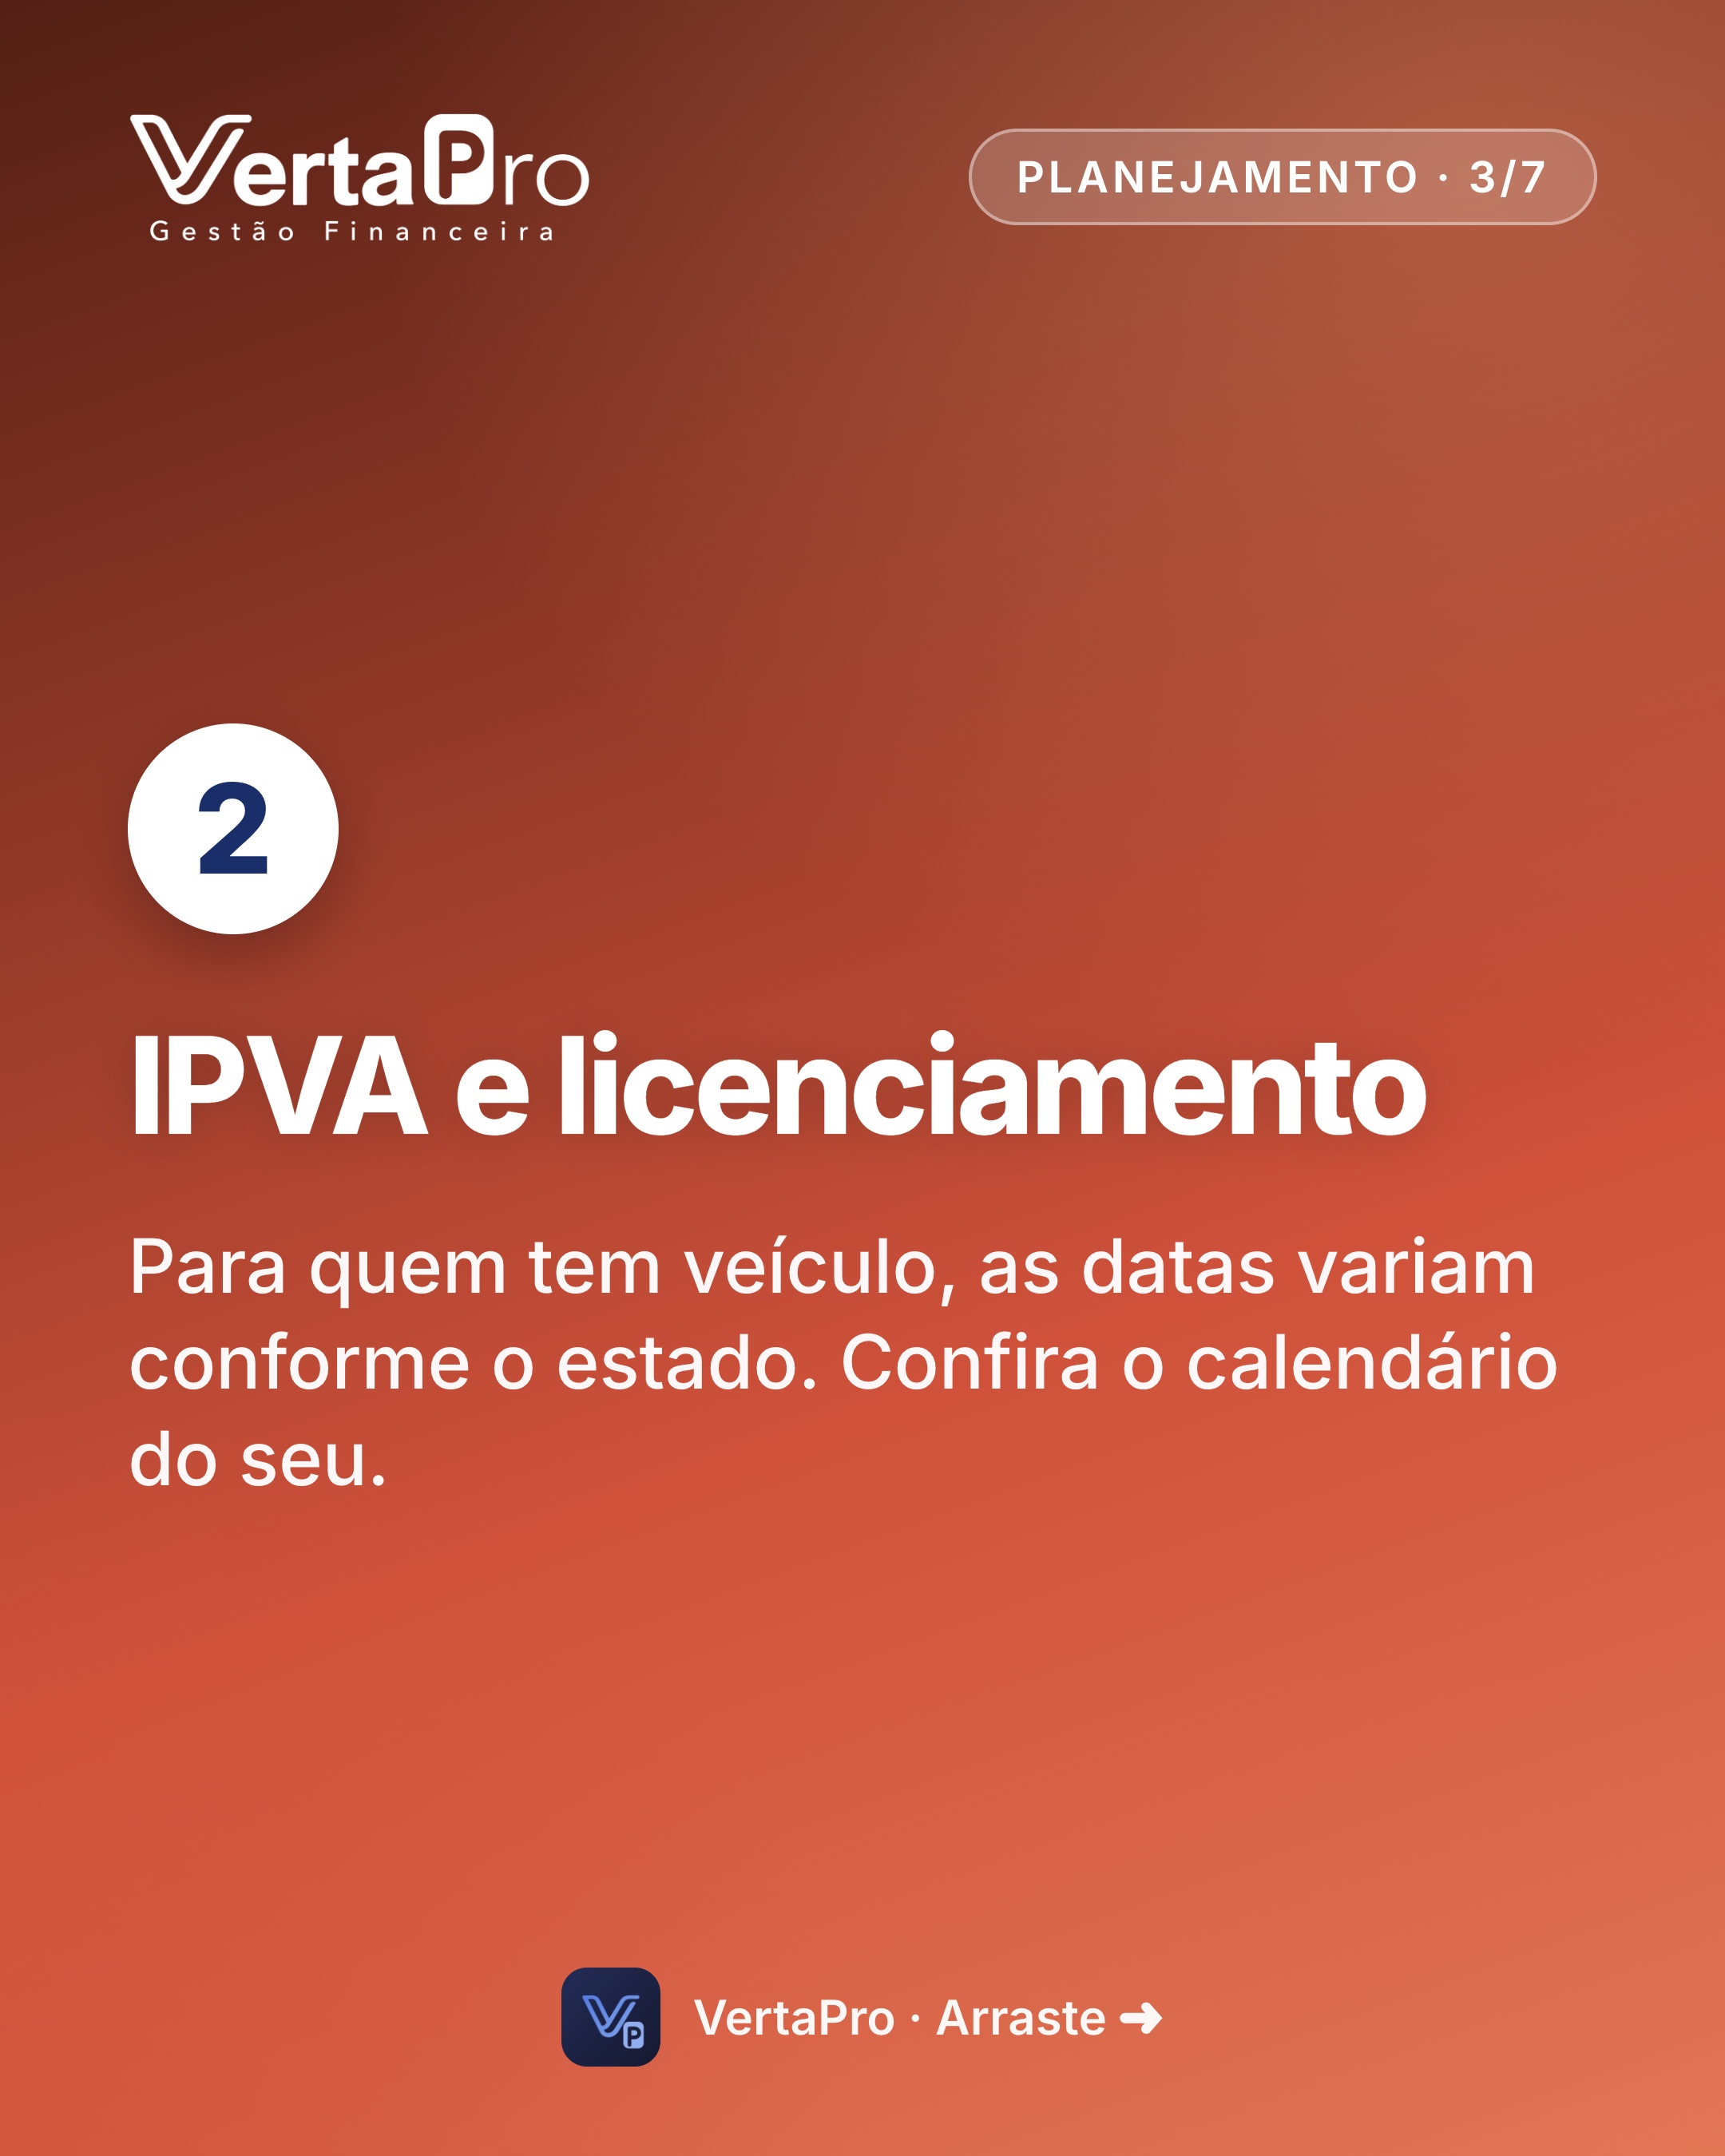 VertaPro
Gestão Financeira
PLANEJAMENTO · 3/7
2
IPVA e licenciamento
Para quem tem veículo, as datas variam
conforme o estado. Confira o calendário
do seu.
VP
VertaPro · Arraste ➜